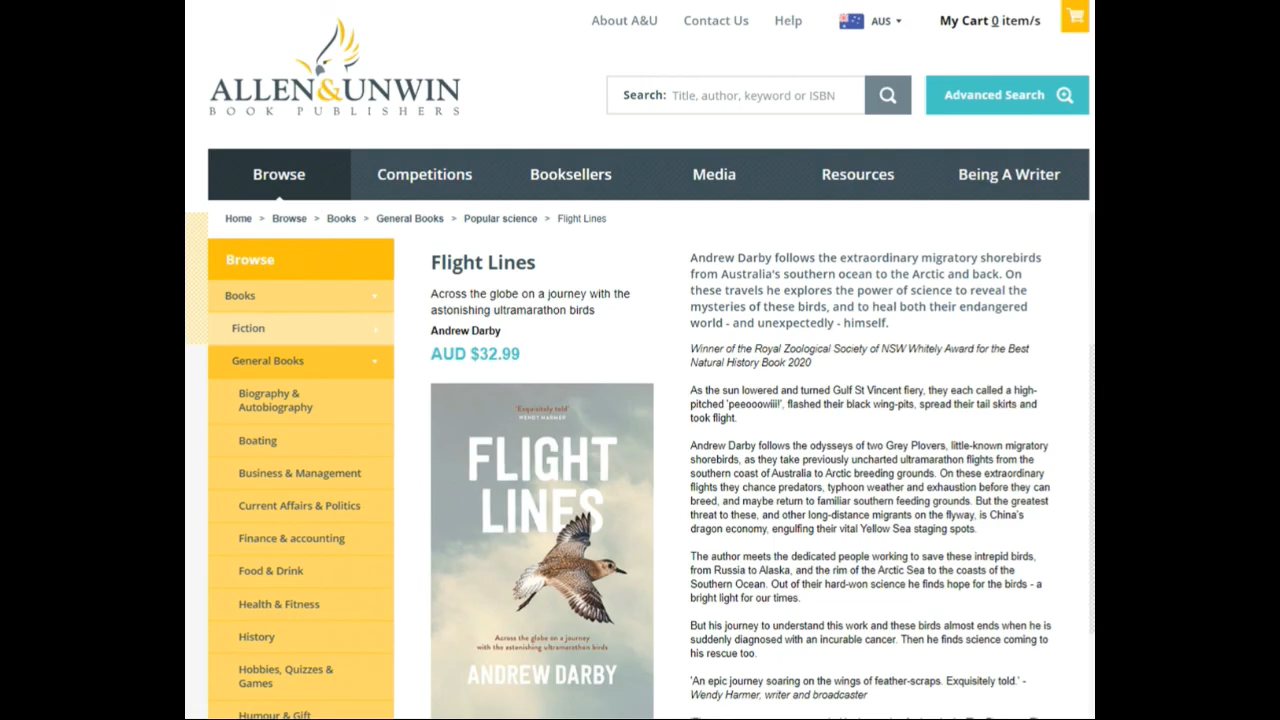 About A&U
Contact Us
Help
AUS
My Cart 0 item/s
ALLEN&UNWIN
BOOK PUBLISHERS
Search: Title, author, keyword or ISBN
Advanced Search
Browse
Competitions
Booksellers
Media
Resources
Being A Writer
Home > Browse > Books > General Books > Popular science > Flight Lines
Browse
Books
Fiction
General Books
Biography &
Autobiography
Boating
Business & Management
Current Affairs & Politics
Finance & accounting
Food & Drink
Health & Fitness
History
Hobbies, Quizzes &
Games
Humour & Gift
Flight Lines
Across the globe on a journey with the
astonishing ultramarathon birds
Andrew Darby
AUD $32.99
'Exquisitely told'
WENDY HARMER
FLIGHT
LINES
Across the globe on a journey
with the astonishing ultramarathon birds
ANDREW DARBY
Andrew Darby follows the extraordinary migratory shorebirds
from Australia's southern ocean to the Arctic and back. On
these travels he explores the power of science to reveal the
mysteries of these birds, and to heal both their endangered
world - and unexpectedly - himself.
Winner of the Royal Zoological Society of NSW Whitely Award for the Best
Natural History Book 2020
As the sun lowered and turned Gulf St Vincent fiery, they each called a high-
pitched 'peeoowiii!', flashed their black wing-pits, spread their tail skirts and
took flight.
Andrew Darby follows the odysseys of two Grey Plovers, little-known migratory
shorebirds, as they take previously uncharted ultramarathon flights from the
southern coast of Australia to Arctic breeding grounds. On these extraordinary
flights they chance predators, typhoon weather and exhaustion before they can
breed, and maybe return to familiar southern feeding grounds. But the greatest
threat to these, and other long-distance migrants on the flyway, is China's
dragon economy, engulfing their vital Yellow Sea staging spots.
The author meets the dedicated people working to save these intrepid birds,
from Russia to Alaska, and the rim of the Arctic Sea to the coasts of the
Southern Ocean. Out of their hard-won science he finds hope for the birds - a
bright light for our times.
But his journey to understand this work and these birds almost ends when he is
suddenly diagnosed with an incurable cancer. Then he finds science coming to
his rescue too.
'An epic journey soaring on the wings of feather-scraps. Exquisitely told.' -
Wendy Harmer, writer and broadcaster